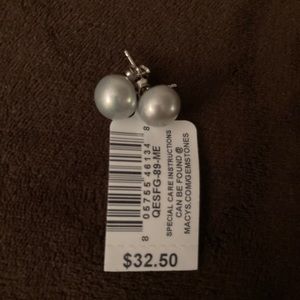 8 05755 46134 8
QESFG-89-ME
SPECIAL CARE INSTRUCTIONS
CAN BE FOUND @
MACYS.COM/GEMSTONES
$32.50